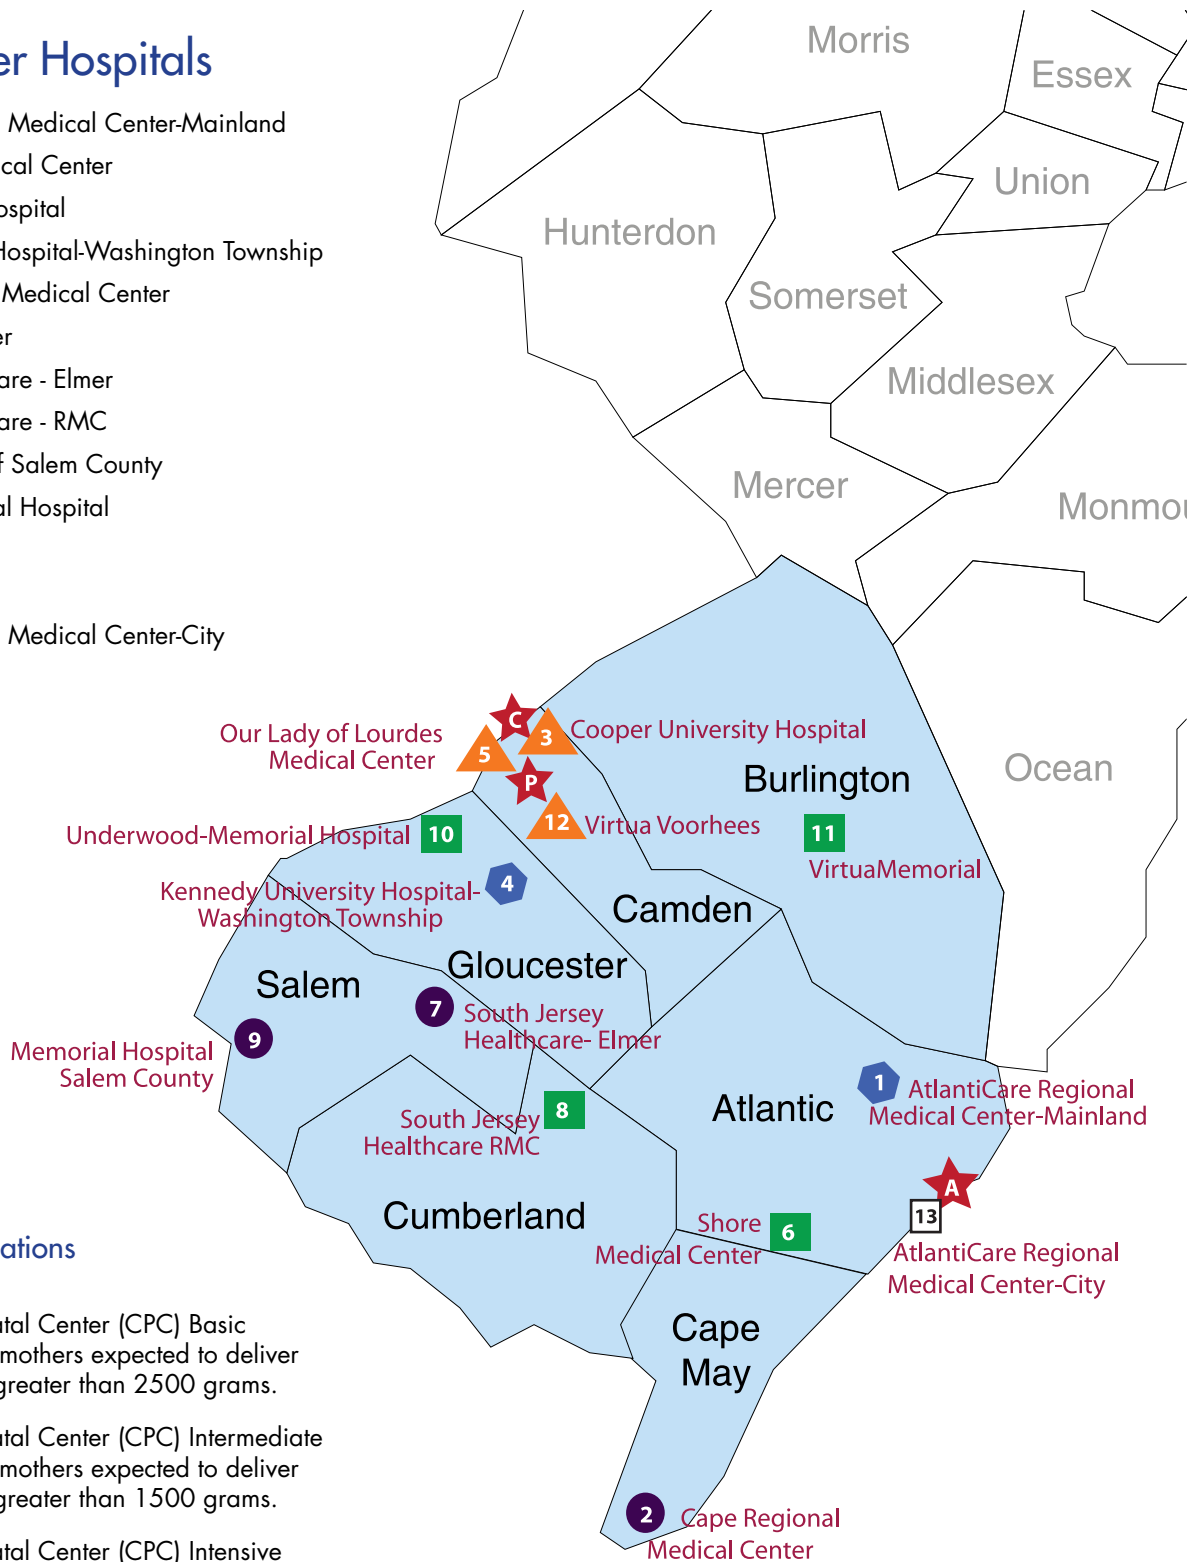 er Hospitals
Medical Center-Mainland
ical Center
ospital
Hospital-Washington Township
Medical Center
er
are - Elmer
are - RMC
f Salem County
al Hospital
Medical Center-City
Morris
Essex
Union
Hunterdon
Somerset
Middlesex
Mercer
Monmou
Ocean
C
3
Cooper University Hospital
Our Lady of Lourdes
Medical Center
5
P
Burlington
12
Virtua Voorhees
11
VirtuaMemorial
Underwood-Memorial Hospital
10
Kennedy University Hospital-
Washington Township
4
Camden
Gloucester
Salem
7
South Jersey
Healthcare- Elmer
9
Memorial Hospital
Salem County
1
AtlantiCare Regional
Medical Center-Mainland
Atlantic
8
South Jersey
Healthcare RMC
A
13
AtlantiCare Regional
Medical Center-City
Cumberland
Shore
Medical Center
6
Cape
May
2
Cape Regional
Medical Center
ations
atal Center (CPC) Basic
mothers expected to deliver
greater than 2500 grams.
atal Center (CPC) Intermediate
mothers expected to deliver
greater than 1500 grams.
atal Center (CPC) Intensive